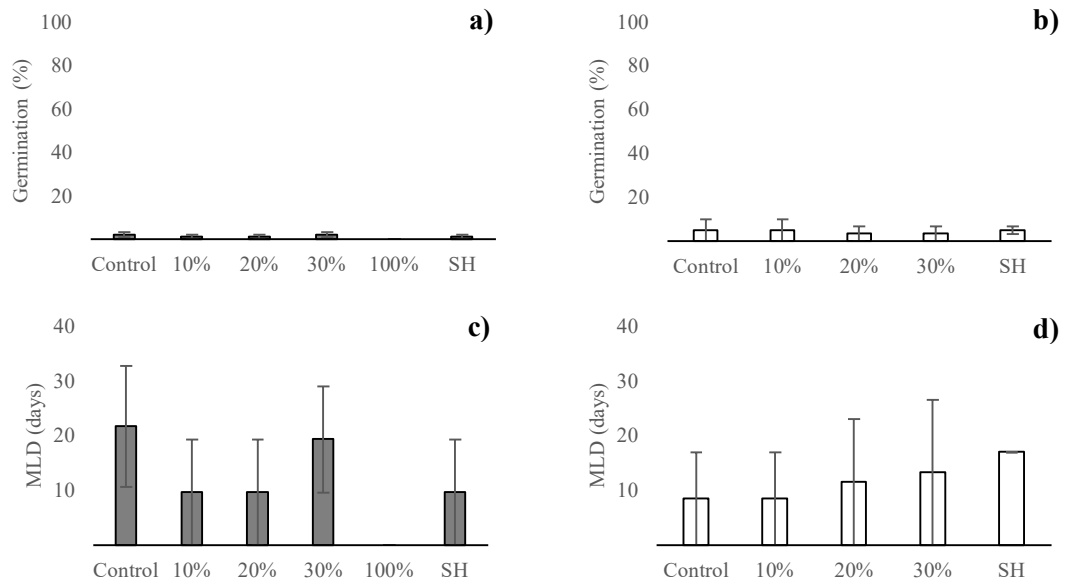 a)
Germination (%)
100
80
60
40
20
Control 10% 20% 30% 100% SH
b)
Germination (%)
100
80
60
40
20
Control 10% 20% 30% SH
c)
MLD (days)
40
30
20
10
Control 10% 20% 30% 100% SH
d)
MLD (days)
40
30
20
10
Control 10% 20% 30% SH